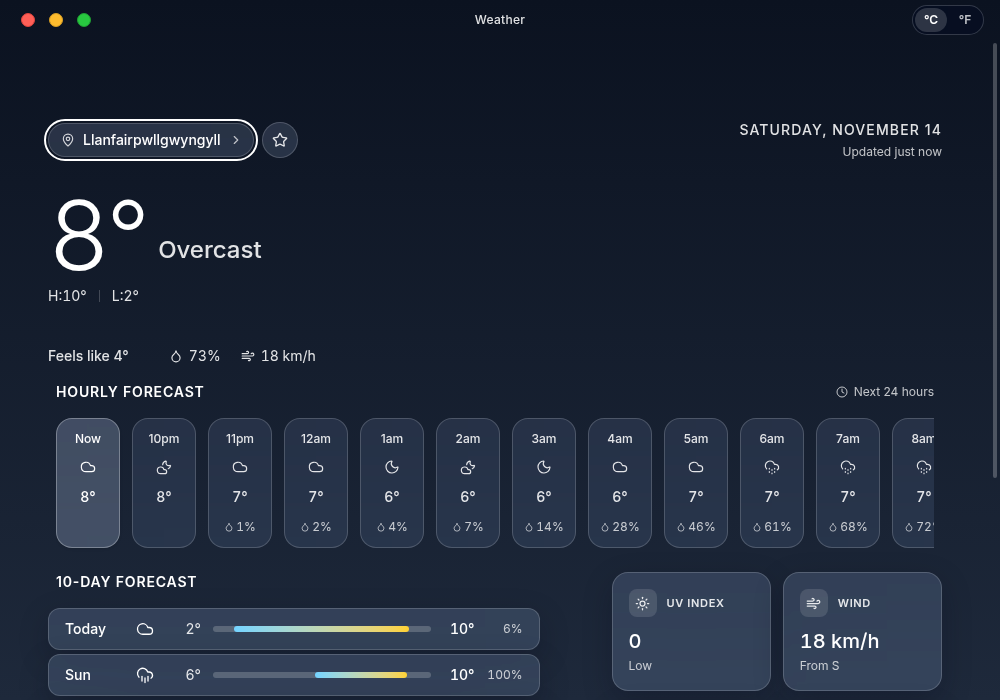 Weather
°C °F
Llanfairpwllgwyngyll
SATURDAY, NOVEMBER 14
Updated just now
8° Overcast
H:10° L:2°
Feels like 4° 73% 18 km/h
HOURLY FORECAST Next 24 hours
Now 10pm 11pm 12am 1am 2am 3am 4am 5am 6am 7am 8am
8° 8° 7° 7° 6° 6° 6° 6° 7° 7° 7° 7°
1% 2% 4% 7% 14% 28% 46% 61% 68% 72
10-DAY FORECAST
Today 2° 10° 6%
Sun 6° 10° 100%
UV INDEX
0
Low
WIND
18 km/h
From S